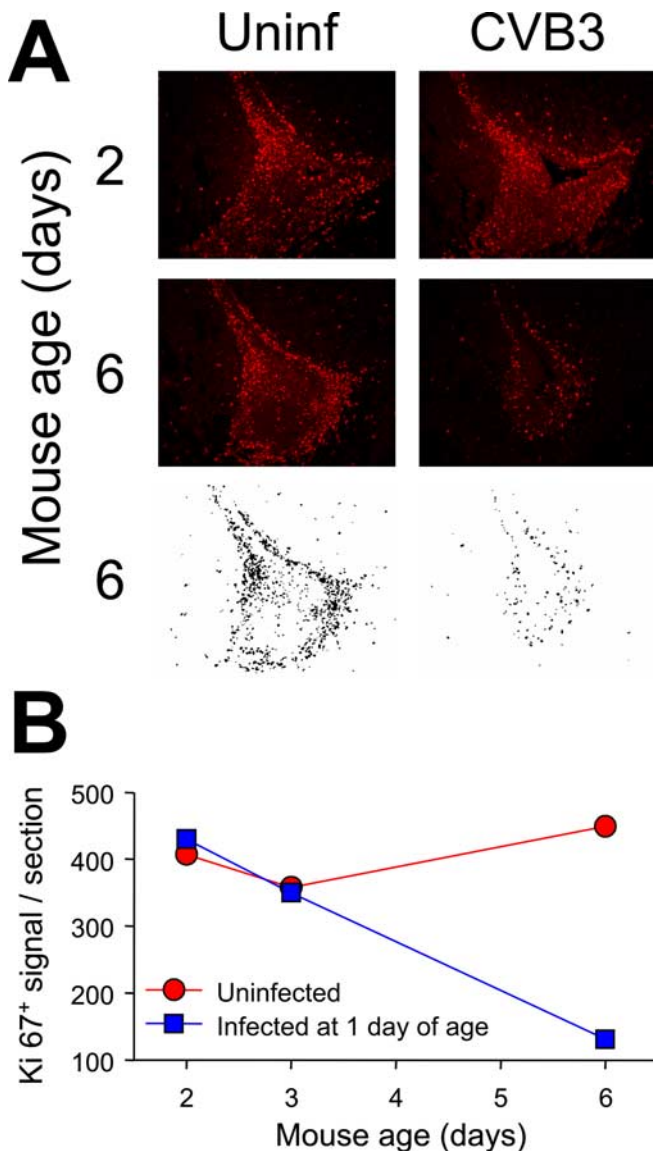 A
Uninf CVB3
Mouse age (days)
2
6
6
B
Ki 67⁺ signal / section
500
400
300
200
100
Uninfected
Infected at 1 day of age
2 3 4 5 6
Mouse age (days)